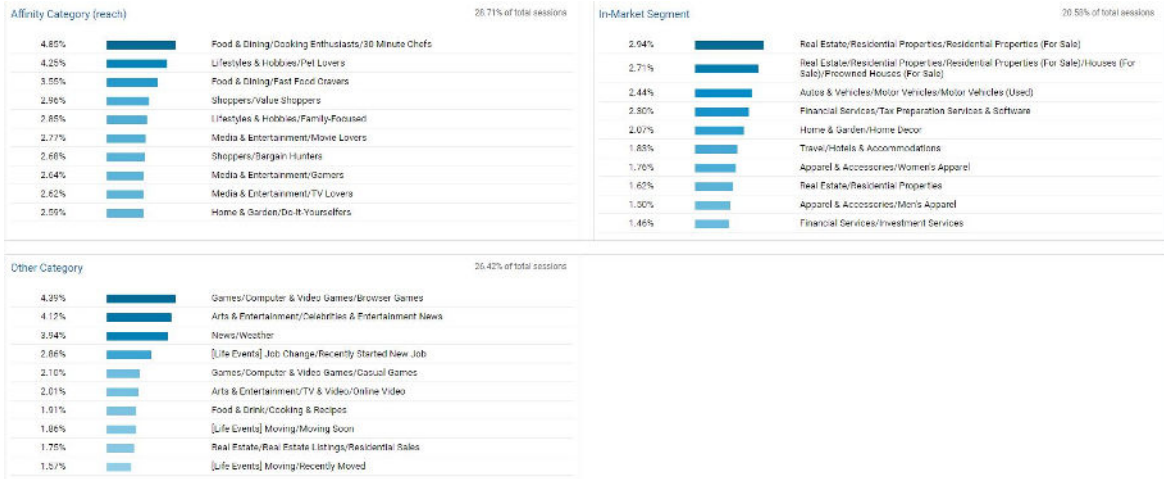 Affinity Category (reach) 28.71% of total sessions
4.85% Food & Dining/Cooking Enthusiasts/30 Minute Chefs
4.25% Lifestyles & Hobbies/Pet Lovers
3.55% Food & Dining/Fast Food Cravers
2.96% Shoppers/Value Shoppers
2.85% Lifestyles & Hobbies/Family-Focused
2.77% Media & Entertainment/Movie Lovers
2.68% Shoppers/Bargain Hunters
2.64% Media & Entertainment/Gamers
2.62% Media & Entertainment/TV Lovers
2.59% Home & Garden/Do-It-Yourselfers
In-Market Segment 20.58% of total sessions
2.94% Real Estate/Residential Properties/Residential Properties (For Sale)
2.71% Real Estate/Residential Properties/Residential Properties (For Sale)/Houses (For
Sale)/Preowned Houses (For Sale)
2.44% Autos & Vehicles/Motor Vehicles/Motor Vehicles (Used)
2.30% Financial Services/Tax Preparation Services & Software
2.07% Home & Garden/Home Decor
1.83% Travel/Hotels & Accommodations
1.76% Apparel & Accessories/Women's Apparel
1.62% Real Estate/Residential Properties
1.50% Apparel & Accessories/Men's Apparel
1.46% Financial Services/Investment Services
Other Category 26.42% of total sessions
4.39% Games/Computer & Video Games/Browser Games
4.12% Arts & Entertainment/Celebrities & Entertainment News
3.94% News/Weather
2.86% [Life Events] Job Change/Recently Started New Job
2.10% Games/Computer & Video Games/Casual Games
2.01% Arts & Entertainment/TV & Video/Online Video
1.91% Food & Drink/Cooking & Recipes
1.86% [Life Events] Moving/Moving Soon
1.75% Real Estate/Real Estate Listings/Residential Sales
1.57% [Life Events] Moving/Recently Moved